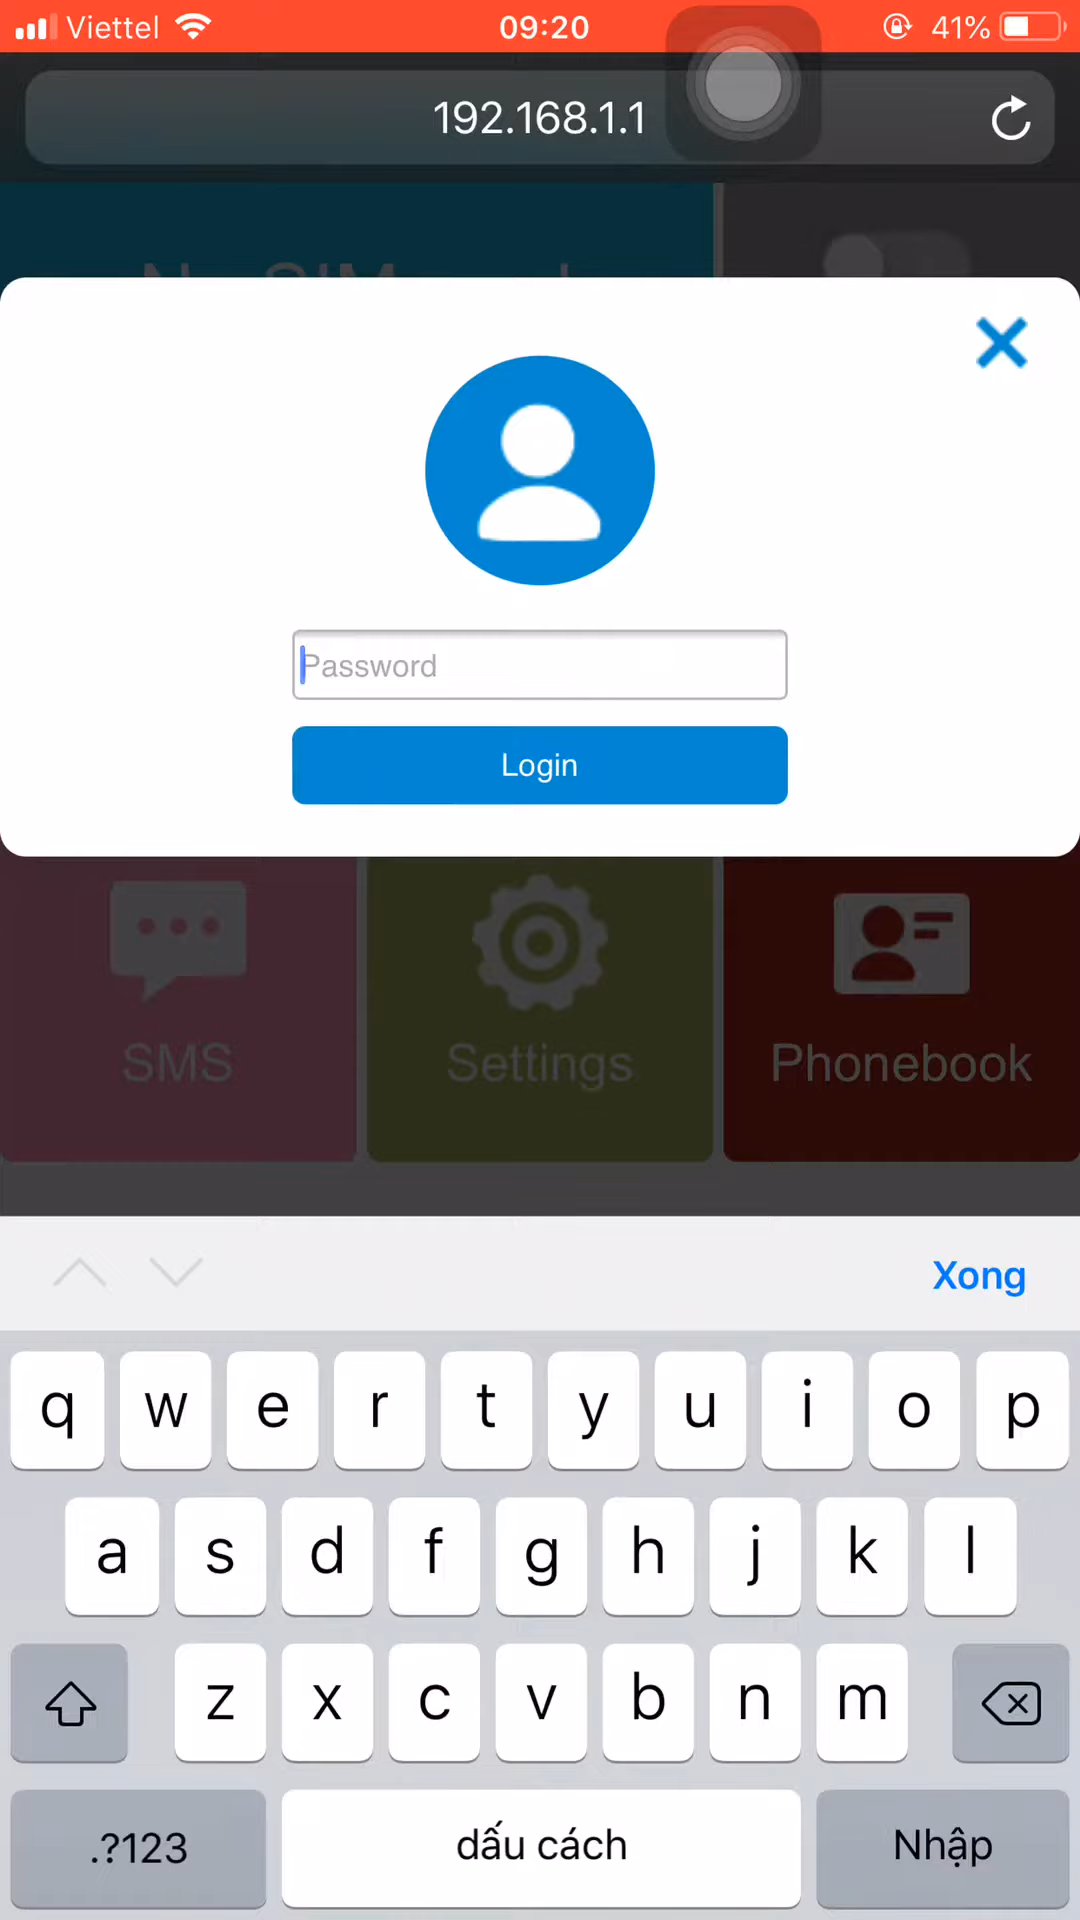 Viettel 09:20 41%
192.168.1.1
Password
Login
SMS Settings Phonebook
Xong
q w e r t y u i o p
a s d f g h j k l
z x c v b n m
.?123 dấu cách Nhập